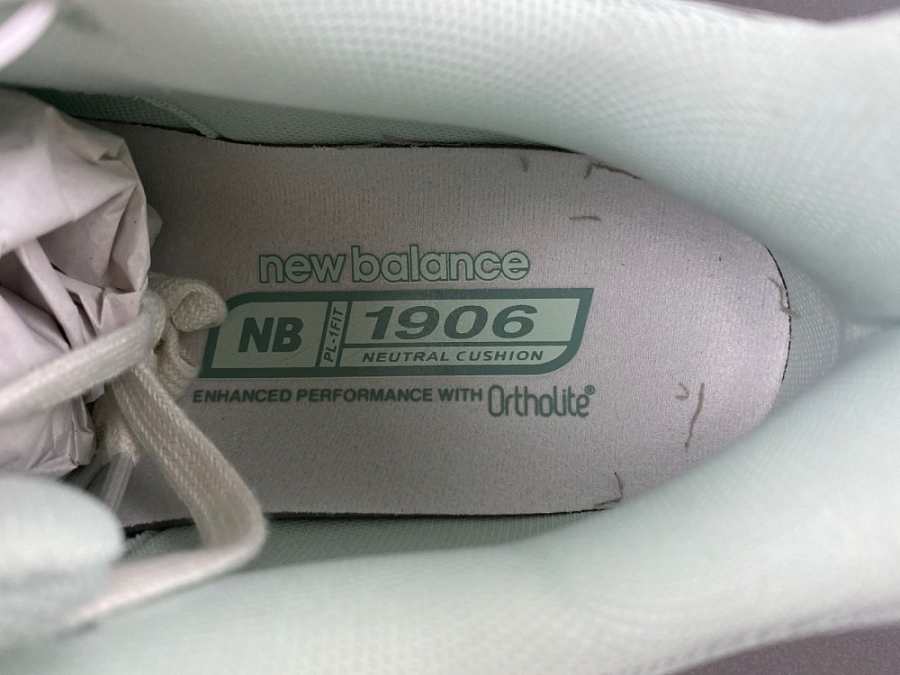 new balance
NB PL-1FIT 1906
NEUTRAL CUSHION
ENHANCED PERFORMANCE WITH OrthoLite®